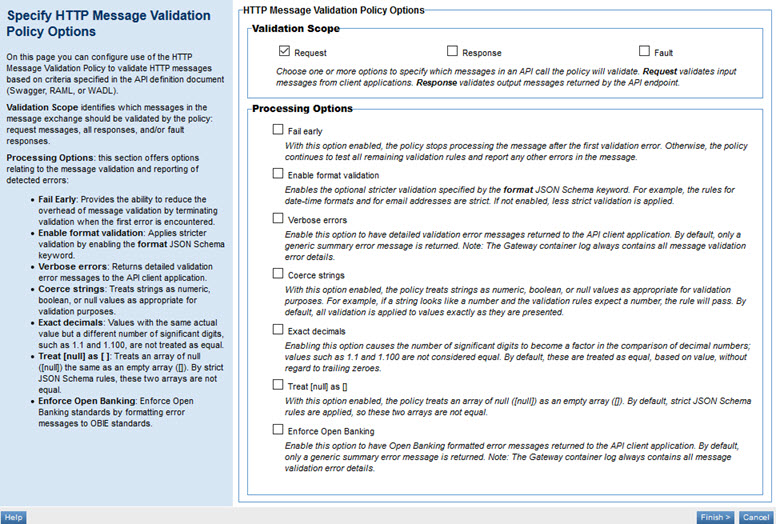 Specify HTTP Message Validation
Policy Options
On this page you can configure use of the HTTP
Message Validation Policy to validate HTTP messages
based on criteria specified in the API definition document
(Swagger, RAML, or WADL).
Validation Scope identifies which messages in the
message exchange should be validated by the policy:
request messages, all responses, and/or fault
responses.
Processing Options: this section offers options
relating to the message validation and reporting of
detected errors:
• Fail Early: Provides the ability to reduce the
overhead of message validation by terminating
validation when the first error is encountered.
• Enable format validation: Applies stricter
validation by enabling the format JSON Schema
keyword.
• Verbose errors: Returns detailed validation
error messages to the API client application.
• Coerce strings: Treats strings as numeric,
boolean, or null values as appropriate for
validation purposes.
• Exact decimals: Values with the same actual
value but a different number of significant digits,
such as 1.1 and 1.100, are not treated as equal.
• Treat [null] as [ ]: Treats an array of null
([null]) the same as an empty array ([]). By strict
JSON Schema rules, these two arrays are not
equal.
• Enforce Open Banking: Enforce Open
Banking standards by formatting error
messages to OBIE standards.
HTTP Message Validation Policy Options
Validation Scope
Request Response Fault
Choose one or more options to specify which messages in an API call the policy will validate. Request validates input
messages from client applications. Response validates output messages returned by the API endpoint.
Processing Options
Fail early
With this option enabled, the policy stops processing the message after the first validation error. Otherwise, the policy
continues to test all remaining validation rules and report any other errors in the message.
Enable format validation
Enables the optional stricter validation specified by the format JSON Schema keyword. For example, the rules for
date-time formats and for email addresses are strict. If not enabled, less strict validation is applied.
Verbose errors
Enable this option to have detailed validation error messages returned to the API client application. By default, only a
generic summary error message is returned. Note: The Gateway container log always contains all message validation
error details.
Coerce strings
With this option enabled, the policy treats strings as numeric, boolean, or null values as appropriate for validation
purposes. For example, if a string looks like a number and the validation rules expect a number, the rule will pass. By
default, all validation is applied to values exactly as they are presented.
Exact decimals
Enabling this option causes the number of significant digits to become a factor in the comparison of decimal numbers;
values such as 1.1 and 1.100 are not considered equal. By default, these are treated as equal, based on value, without
regard to trailing zeroes.
Treat [null] as []
With this option enabled, the policy treats an array of null ([null]) as an empty array ([]). By default, strict JSON Schema
rules are applied, so these two arrays are not equal.
Enforce Open Banking
Enable this option to have Open Banking formatted error messages returned to the API client application. By default,
only a generic summary error message is returned. Note: The Gateway container log always contains all message
validation error details.
Help Finish > Cancel